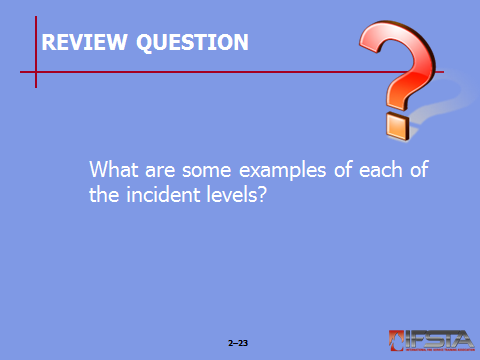 REVIEW QUESTION
What are some examples of each of
the incident levels?
2–23
IFSTA